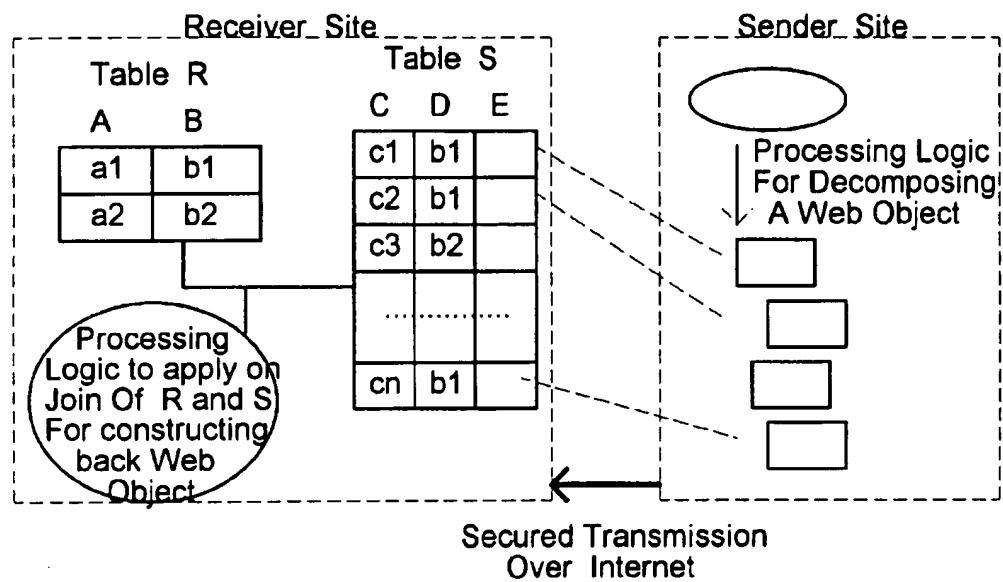 Receiver Site
Sender Site
Table R
A B
a1 b1
a2 b2
Table S
C D E
c1 b1
c2 b1
c3 b2
..............
cn b1
Processing
Logic to apply on
Join Of R and S
For constructing
back Web
Object
Processing Logic
For Decomposing
A Web Object
Secured Transmission
Over Internet